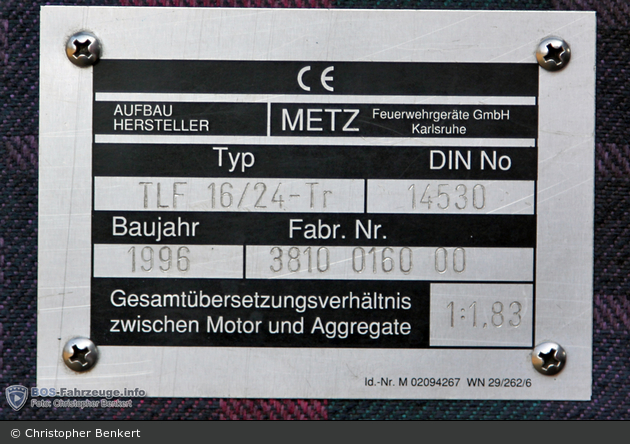 CE
AUFBAU
HERSTELLER
METZ
Feuerwehrgeräte GmbH
Karlsruhe
Typ
DIN No
TLF 16/24-Tr
14530
Baujahr
Fabr. Nr.
1996
3810 0160 00
Gesamtübersetzungsverhältnis
zwischen Motor und Aggregate
1:1.83
Id.-Nr. M 02094267 WN 29/262/6
BOS-Fahrzeuge.Info
Foto: Christopher Benkert
© Christopher Benkert